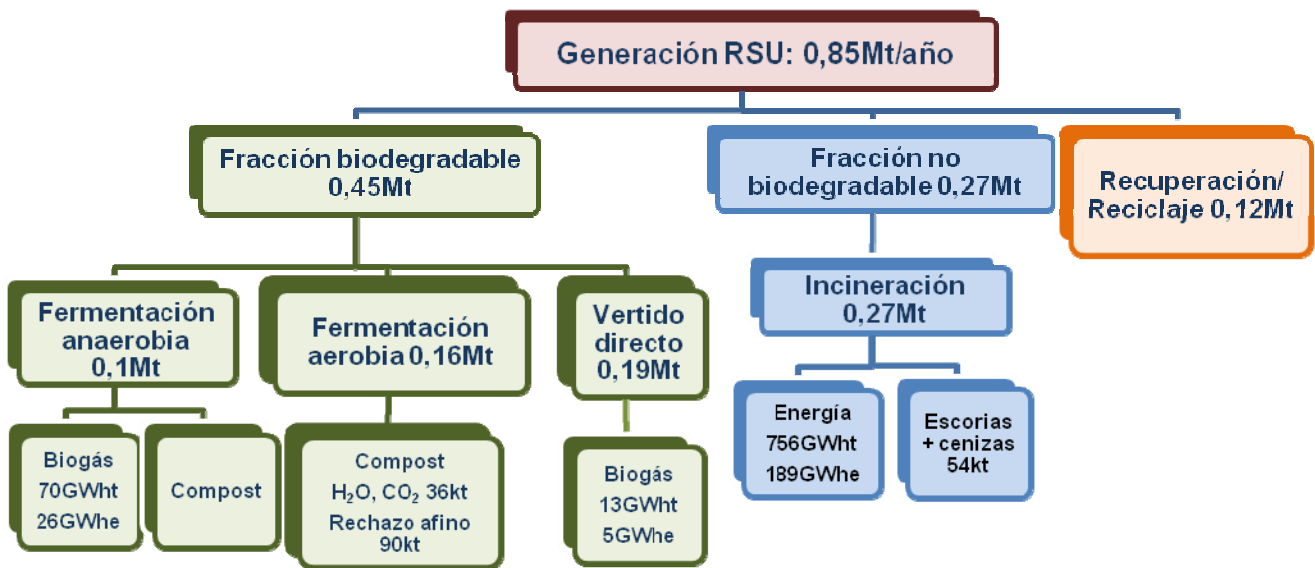 Generación RSU: 0,85Mt/año
Fracción biodegradable
0,45Mt
Fracción no
biodegradable 0,27Mt
Recuperación/
Reciclaje 0,12Mt
Fermentación
anaerobia
0,1Mt
Fermentación
aerobia 0,16Mt
Vertido
directo
0,19Mt
Incineración
0,27Mt
Biogás
70GWht
26GWhe
Compost
Compost
H₂O, CO₂ 36kt
Rechazo afino
90kt
Biogás
13GWht
5GWhe
Energía
756GWht
189GWhe
Escorias
+ cenizas
54kt